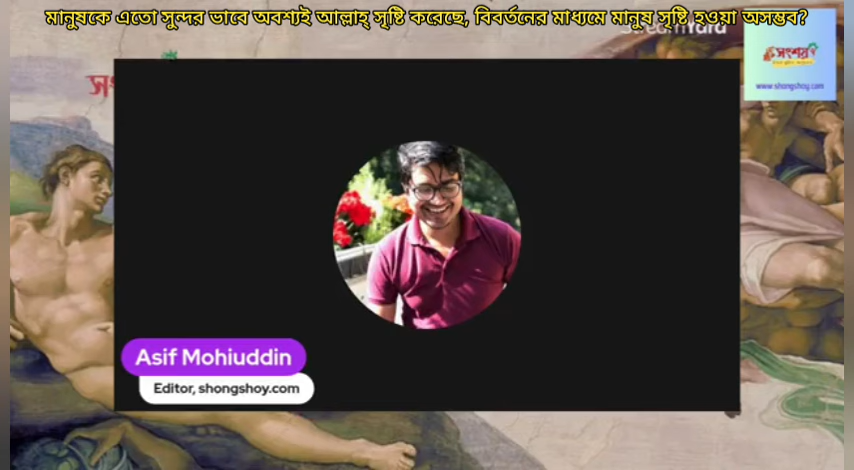 মানুষকে এতো সুন্দর ভাবে অবশ্যই আল্লাহ্ সৃষ্টি করেছে, বিবর্তনের মাধ্যমে মানুষ সৃষ্টি হওয়া অসম্ভব?
সংশয়
www.shongshoy.com
Asif Mohiuddin
Editor, shongshoy.com